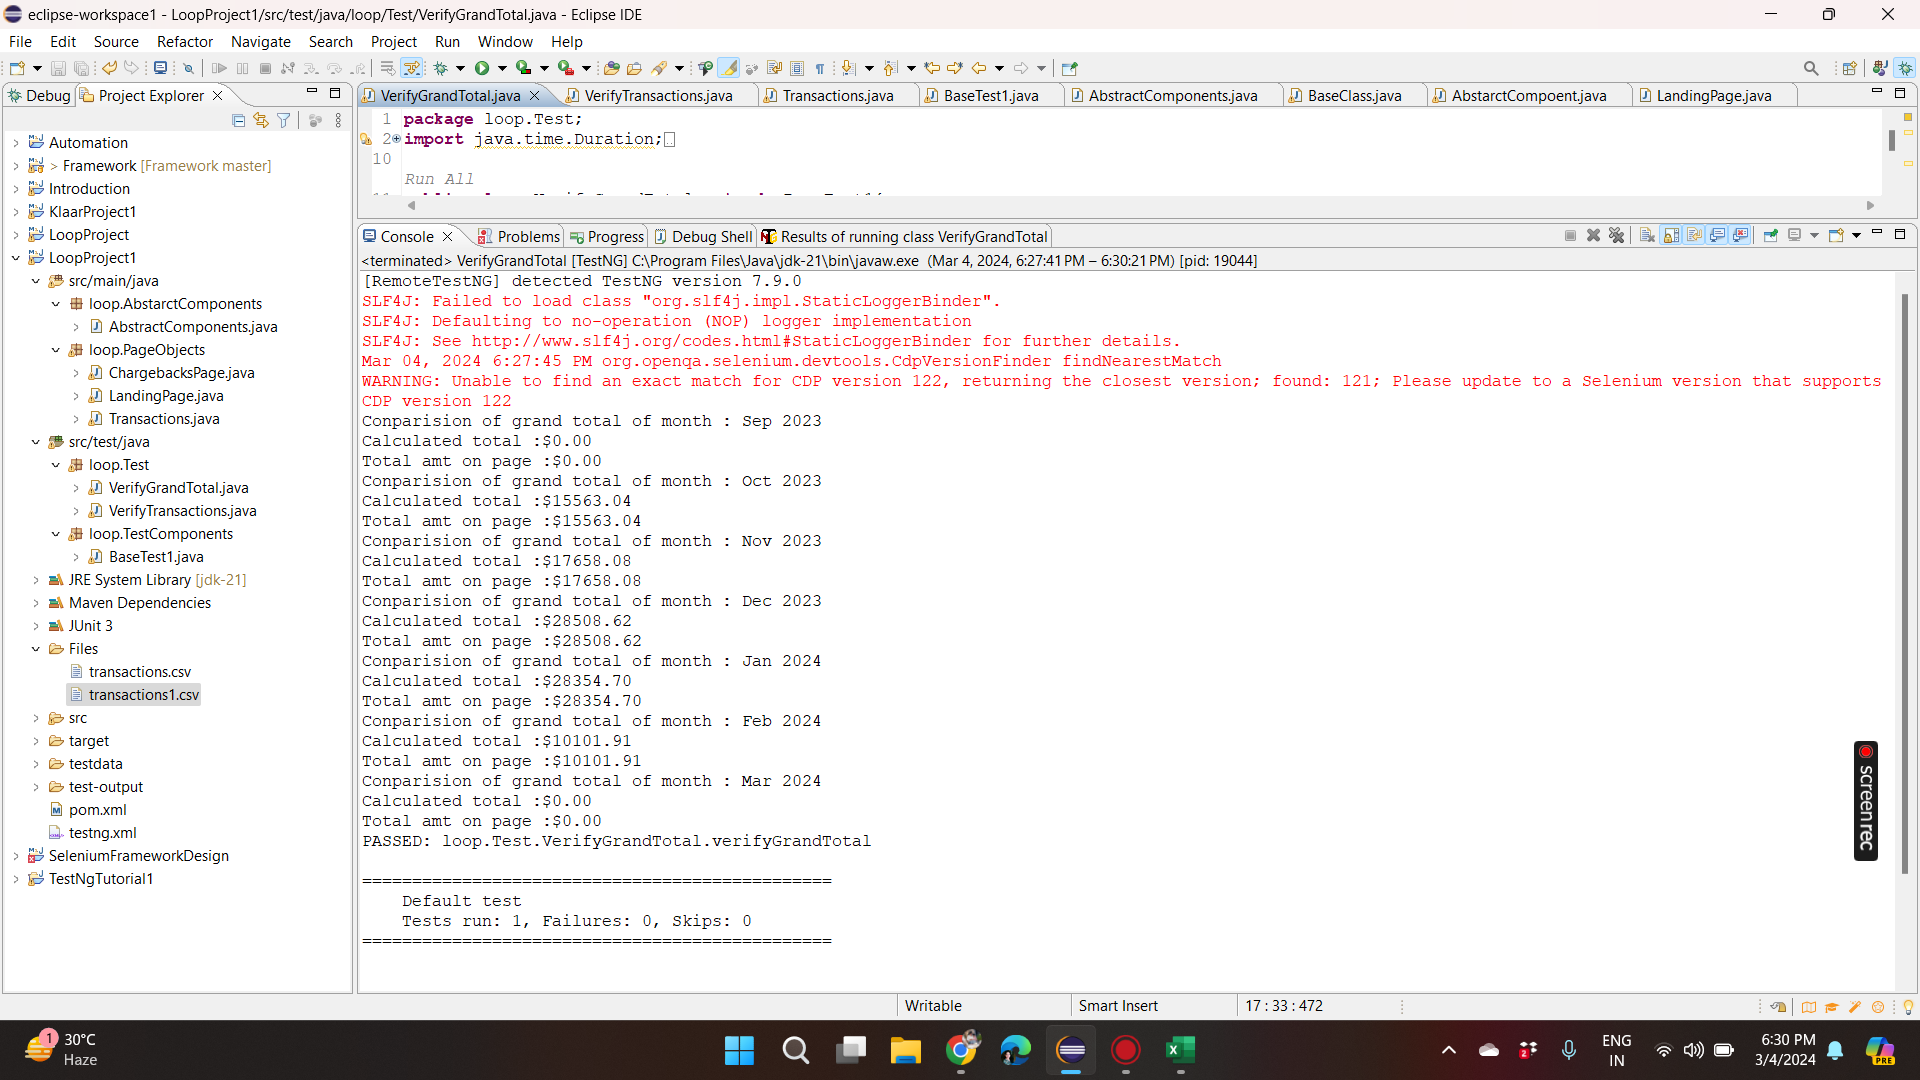 eclipse-workspace1 - LoopProject1/src/test/java/loop/Test/VerifyGrandTotal.java - Eclipse IDE
File Edit Source Refactor Navigate Search Project Run Window Help
Debug Project Explorer
VerifyGrandTotal.java VerifyTransactions.java Transactions.java BaseTest1.java AbstractComponents.java BaseClass.java AbstarctCompoent.java LandingPage.java
Automation
> Framework [Framework master]
Introduction
KlaarProject1
LoopProject
LoopProject1
src/main/java
loop.AbstarctComponents
AbstractComponents.java
loop.PageObjects
ChargebacksPage.java
LandingPage.java
Transactions.java
src/test/java
loop.Test
VerifyGrandTotal.java
VerifyTransactions.java
loop.TestComponents
BaseTest1.java
JRE System Library [jdk-21]
Maven Dependencies
JUnit 3
Files
transactions.csv
transactions1.csv
src
target
testdata
test-output
pom.xml
testng.xml
SeleniumFrameworkDesign
TestNgTutorial1
1 package loop.Test;
2 import java.time.Duration;
10
Run All
Console Problems Progress Debug Shell Results of running class VerifyGrandTotal
<terminated> VerifyGrandTotal [TestNG] C:\Program Files\Java\jdk-21\bin\javaw.exe (Mar 4, 2024, 6:27:41 PM – 6:30:21 PM) [pid: 19044]
[RemoteTestNG] detected TestNG version 7.9.0
SLF4J: Failed to load class "org.slf4j.impl.StaticLoggerBinder".
SLF4J: Defaulting to no-operation (NOP) logger implementation
SLF4J: See http://www.slf4j.org/codes.html#StaticLoggerBinder for further details.
Mar 04, 2024 6:27:45 PM org.openqa.selenium.devtools.CdpVersionFinder findNearestMatch
WARNING: Unable to find an exact match for CDP version 122, returning the closest version; found: 121; Please update to a Selenium version that supports
CDP version 122
Conparision of grand total of month : Sep 2023
Calculated total :$0.00
Total amt on page :$0.00
Conparision of grand total of month : Oct 2023
Calculated total :$15563.04
Total amt on page :$15563.04
Conparision of grand total of month : Nov 2023
Calculated total :$17658.08
Total amt on page :$17658.08
Conparision of grand total of month : Dec 2023
Calculated total :$28508.62
Total amt on page :$28508.62
Conparision of grand total of month : Jan 2024
Calculated total :$28354.70
Total amt on page :$28354.70
Conparision of grand total of month : Feb 2024
Calculated total :$10101.91
Total amt on page :$10101.91
Conparision of grand total of month : Mar 2024
Calculated total :$0.00
Total amt on page :$0.00
PASSED: loop.Test.VerifyGrandTotal.verifyGrandTotal
===============================================
Default test
Tests run: 1, Failures: 0, Skips: 0
===============================================
screenrec
Writable Smart Insert 17 : 33 : 472
1
30°C
Haze
2
ENG
IN
6:30 PM
3/4/2024
PRE